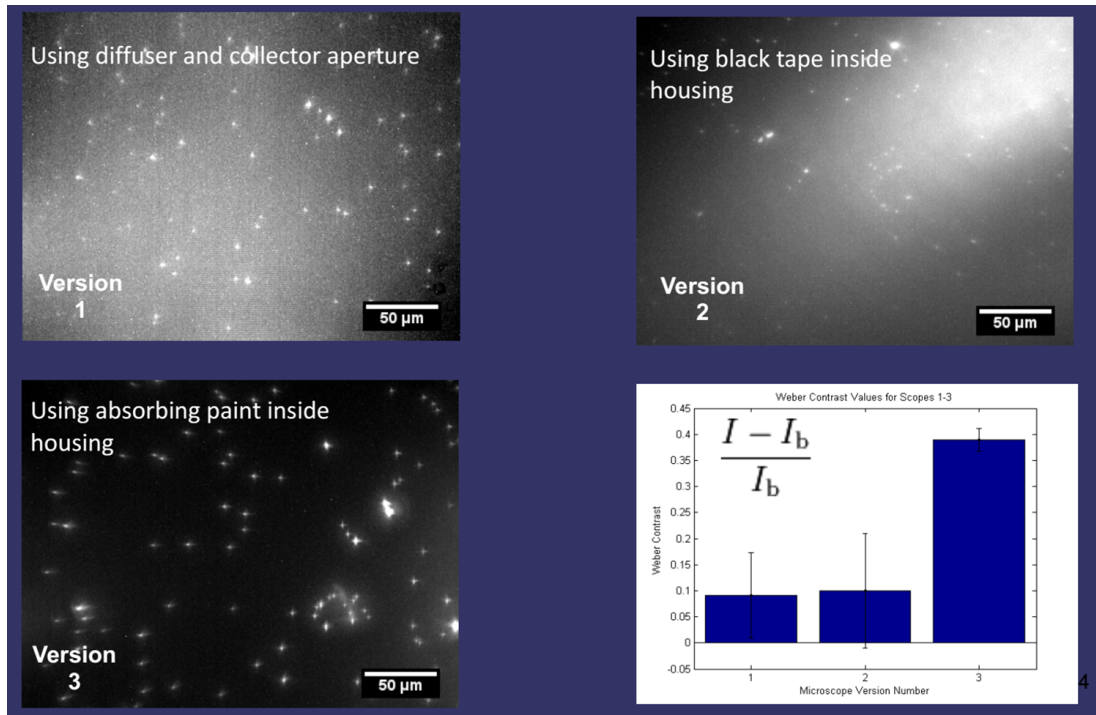 Using diffuser and collector aperture
Version
1
50 µm
Using black tape inside
housing
Version
2
50 µm
Using absorbing paint inside
housing
Version
3
50 µm
Weber Contrast Values for Scopes 1-3
I − I_b
I_b
Weber Contrast
0.45
0.4
0.35
0.3
0.25
0.2
0.15
0.1
0.05
0
-0.05
1 2 3
Microscope Version Number
4